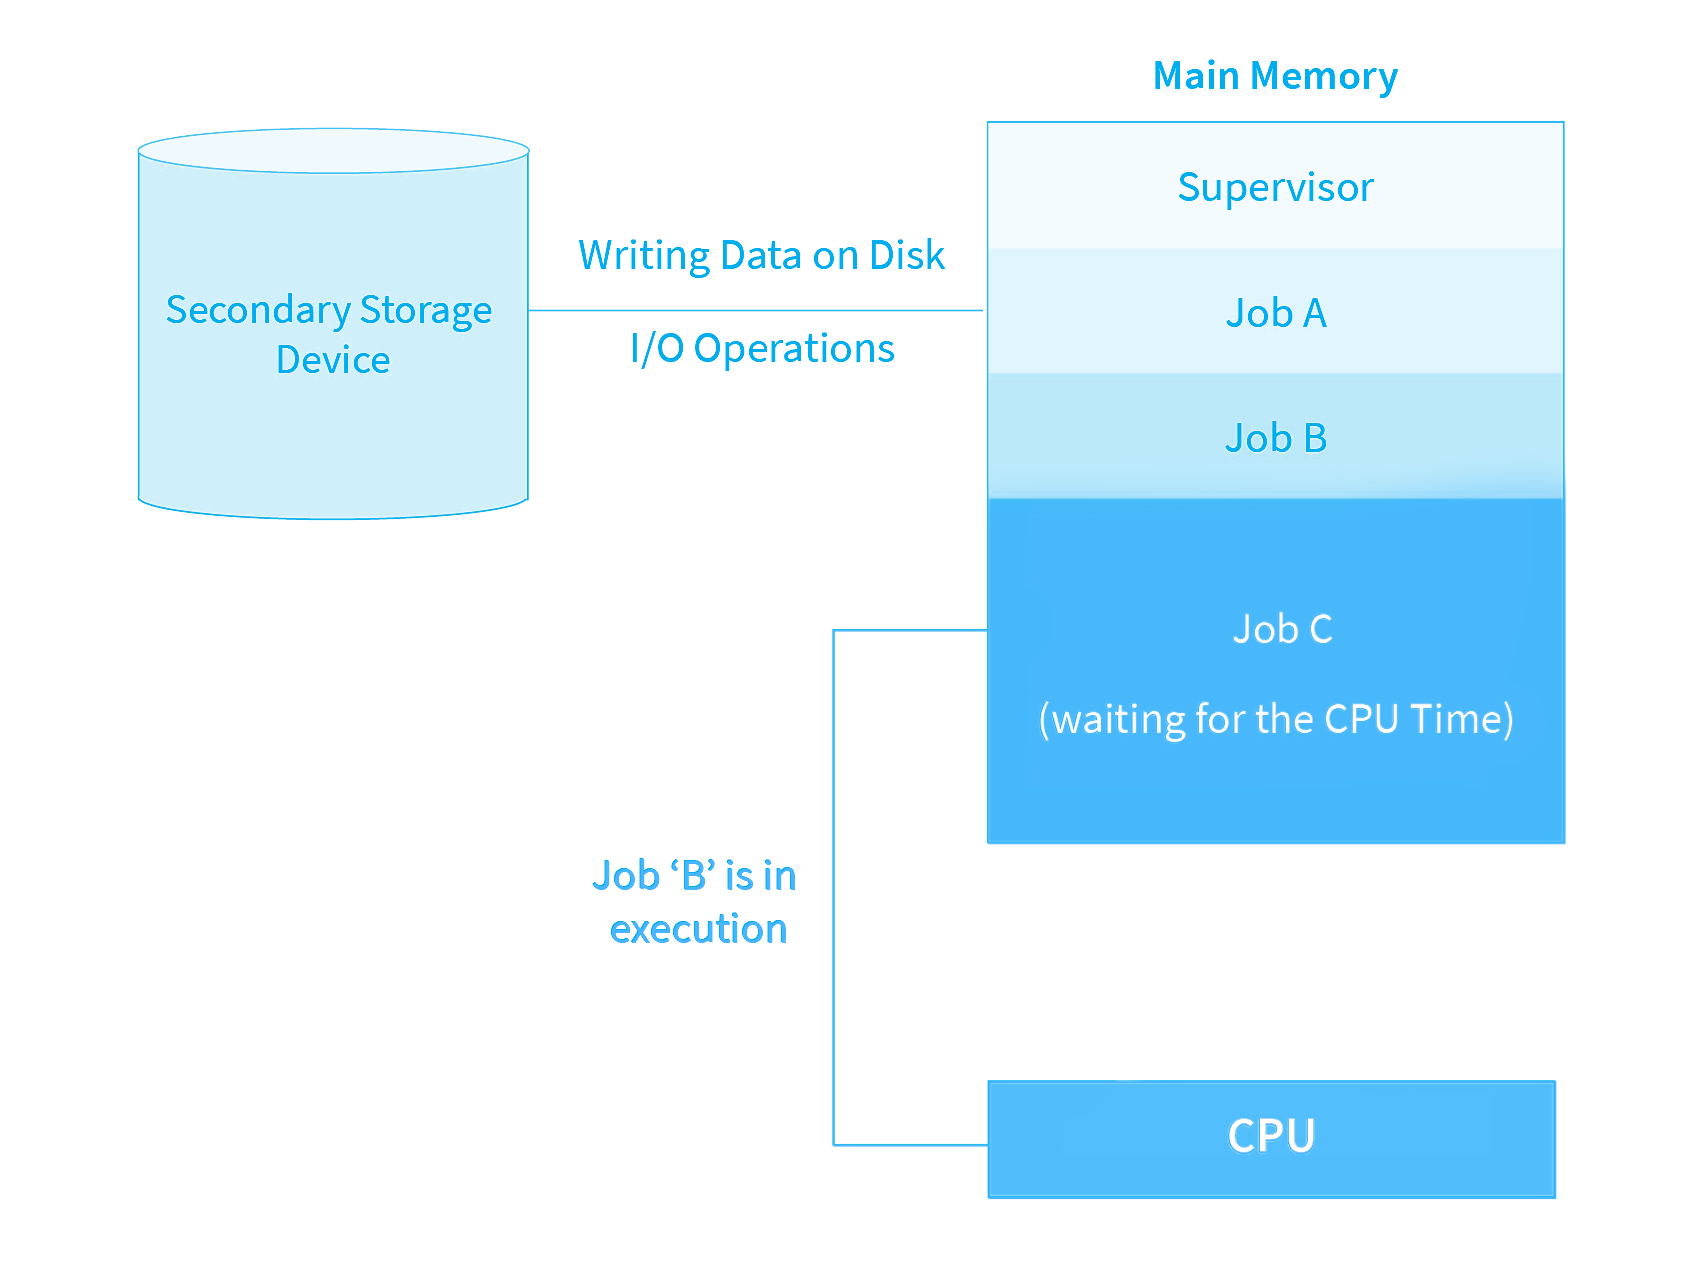 Main Memory
Supervisor
Writing Data on Disk
Secondary Storage
Device
I/O Operations
Job A
Job B
Job C
(waiting for the CPU Time)
Job ‘B’ is in
execution
CPU